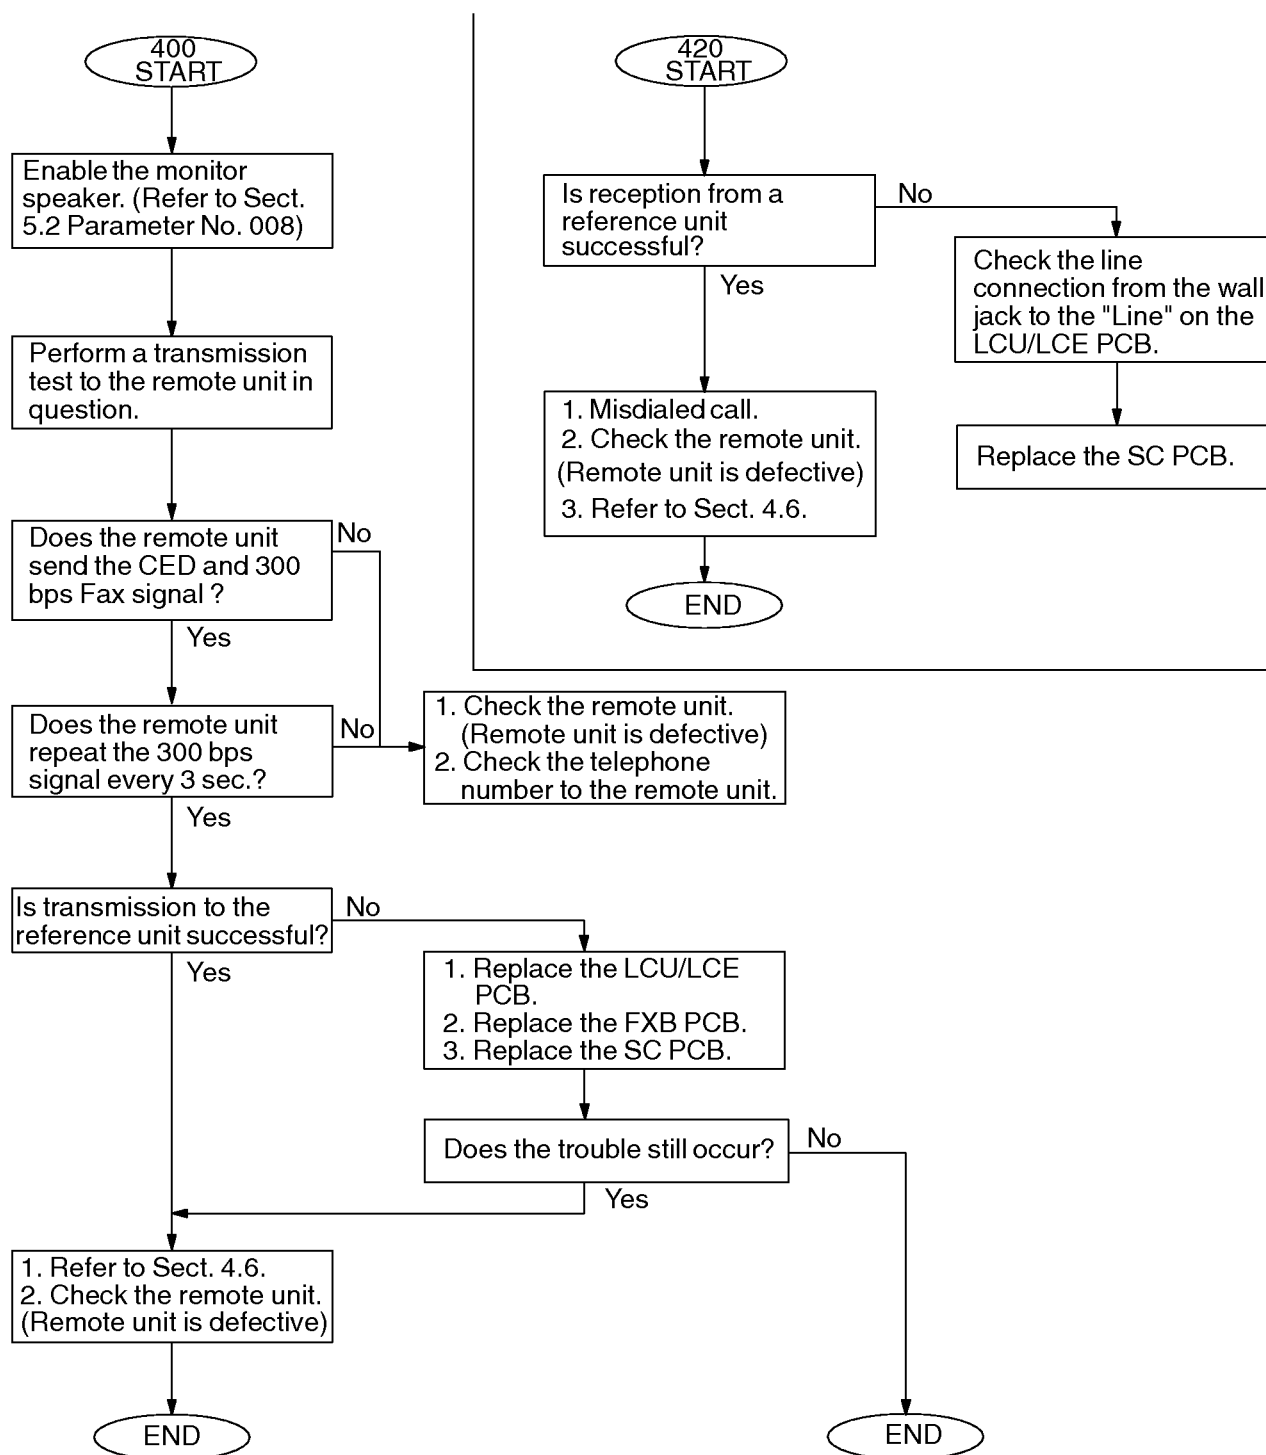 400
START
Enable the monitor
speaker. (Refer to Sect.
5.2 Parameter No. 008)
Perform a transmission
test to the remote unit in
question.
Does the remote unit
send the CED and 300
bps Fax signal ?
No
Yes
Does the remote unit
repeat the 300 bps
signal every 3 sec.?
No
Yes
1. Check the remote unit.
(Remote unit is defective)
2. Check the telephone
number to the remote unit.
Is transmission to the
reference unit successful?
No
Yes
1. Replace the LCU/LCE
PCB.
2. Replace the FXB PCB.
3. Replace the SC PCB.
Does the trouble still occur?
No
Yes
1. Refer to Sect. 4.6.
2. Check the remote unit.
(Remote unit is defective)
END
END
420
START
Is reception from a
reference unit
successful?
No
Yes
Check the line
connection from the wall
jack to the "Line" on the
LCU/LCE PCB.
Replace the SC PCB.
1. Misdialed call.
2. Check the remote unit.
(Remote unit is defective)
3. Refer to Sect. 4.6.
END